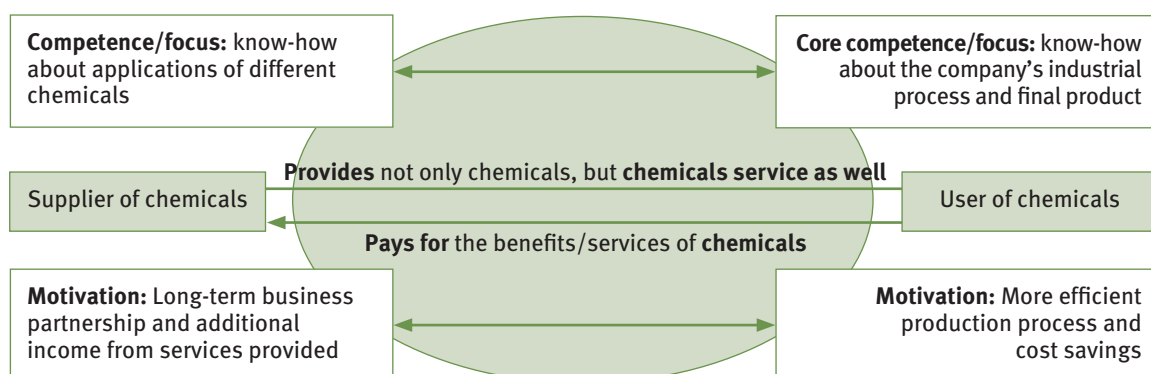 Competence/focus: know-how
about applications of different
chemicals
Core competence/focus: know-how
about the company's industrial
process and final product
Provides not only chemicals, but chemicals service as well
Supplier of chemicals
User of chemicals
Pays for the benefits/services of chemicals
Motivation: Long-term business
partnership and additional
income from services provided
Motivation: More efficient
production process and
cost savings